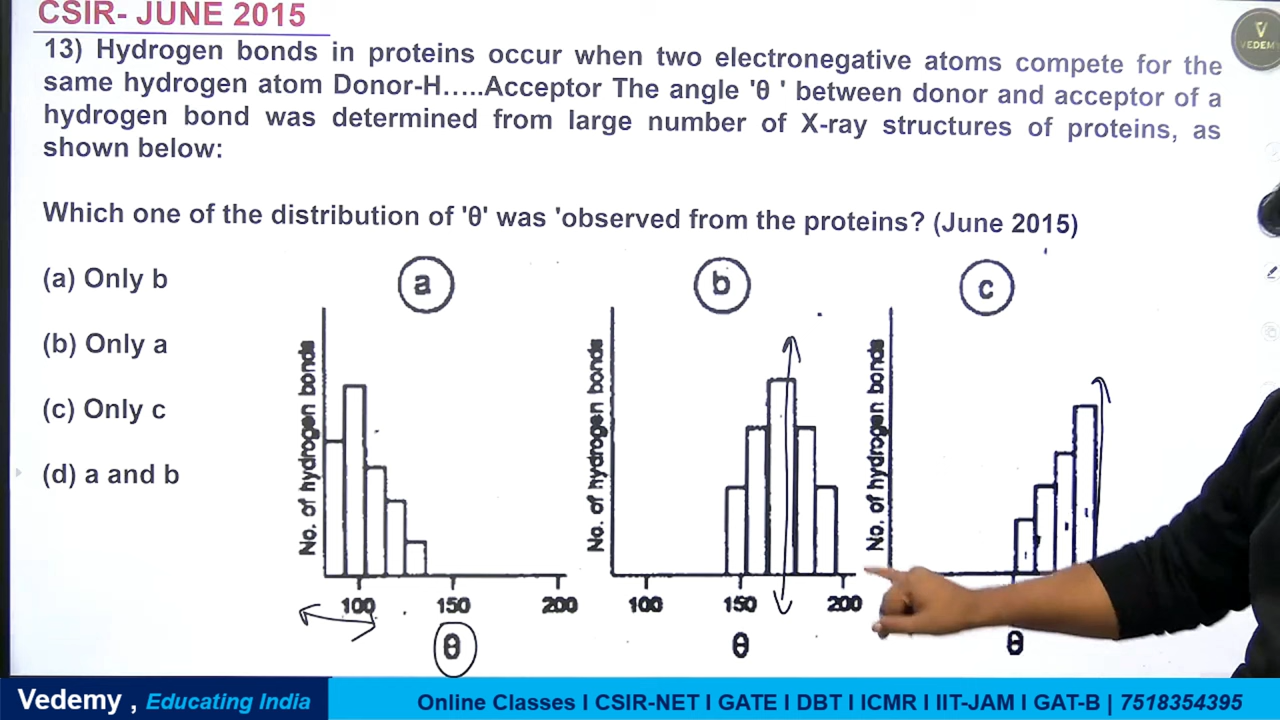 CSIR- JUNE 2015
V
VEDEMY
13) Hydrogen bonds in proteins occur when two electronegative atoms compete for the
same hydrogen atom Donor-H.....Acceptor The angle 'θ ' between donor and acceptor of a
hydrogen bond was determined from large number of X-ray structures of proteins, as
shown below:
Which one of the distribution of 'θ' was 'observed from the proteins? (June 2015)
(a) Only b
(b) Only a
(c) Only c
(d) a and b
a
b
c
No. of hydrogen bonds
No. of hydrogen bonds
No. of hydrogen bonds
100 150 200
100 150 200
θ
θ
θ
Vedemy , Educating India
Online Classes I CSIR-NET I GATE I DBT I ICMR I IIT-JAM I GAT-B | 7518354395